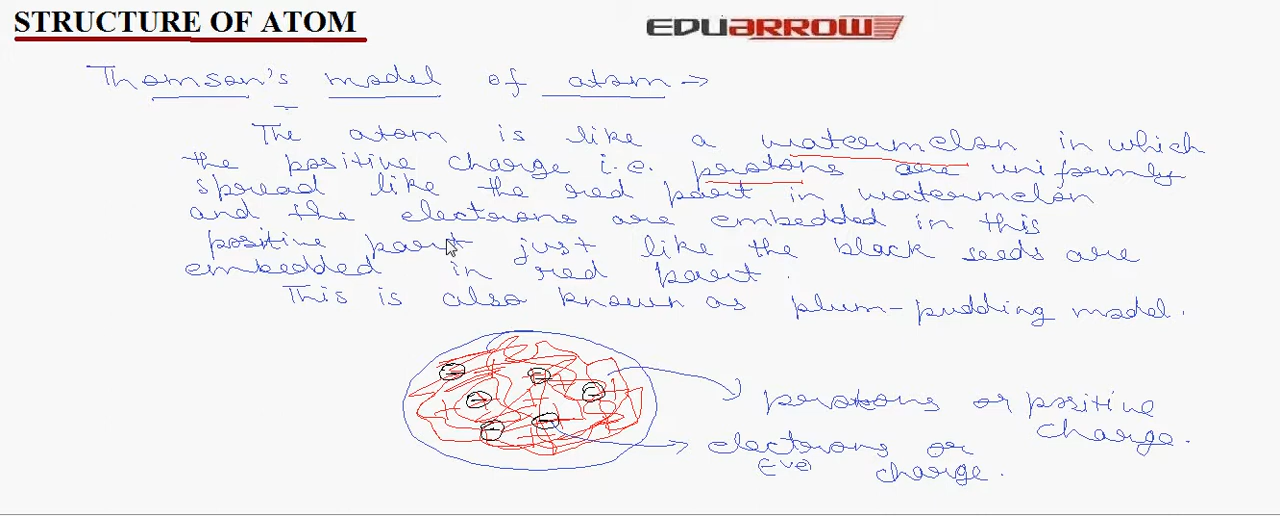 STRUCTURE OF ATOM
EDUARROW
Thomson's model of atom →
The atom is like a watermelon in which
the positive charge i.e. protons are uniformly
spread like the red part in watermelon
and the electrons are embedded in this
positive part just like the black seeds are
embedded in red part.
This is also known as plum-pudding model.
protons or positive
charge.
electrons or
(-ve) charge.